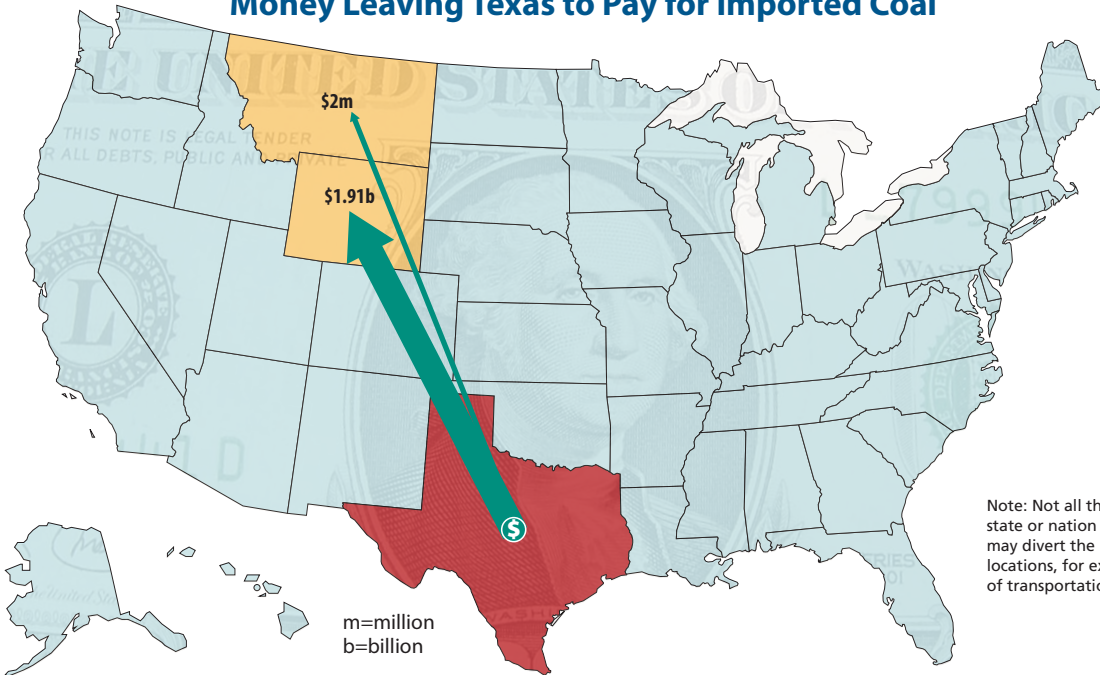 Money Leaving Texas to Pay for Imported Coal
E UNITED STATES O
$2m
THIS NOTE IS LEGAL TENDER
R ALL DEBTS, PUBLIC AND PRIVATE
$1.91b
L
$
Note: Not all th
state or nation
may divert the
locations, for ex
of transportatio
m=million
b=billion